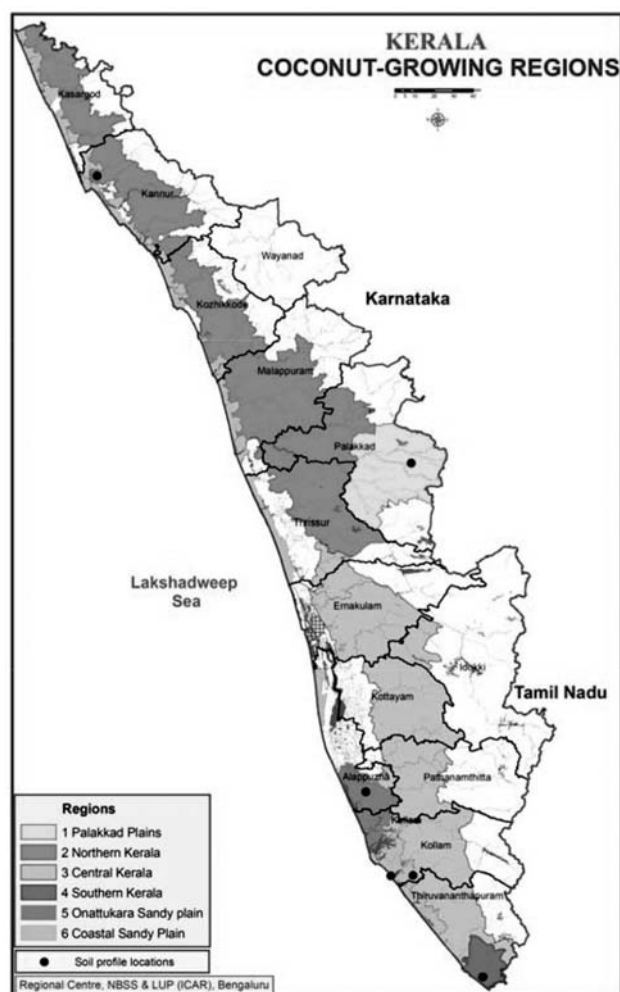 KERALA
COCONUT-GROWING REGIONS
Kasargod
Kannur
Wayanad
Kozhikkode
Karnataka
Malappuram
Palakkad
Thrissur
Lakshadweep
Sea
Ernakulam
Idukki
Kottayam
Tamil Nadu
Alappuzha
Pathanamthitta
Kollam
Thiruvananthapuram
Regions
1 Palakkad Plains
2 Northern Kerala
3 Central Kerala
4 Southern Kerala
5 Onattukara Sandy plain
6 Coastal Sandy Plain
Soil profile locations
Regional Centre, NBSS & LUP (ICAR), Bengaluru